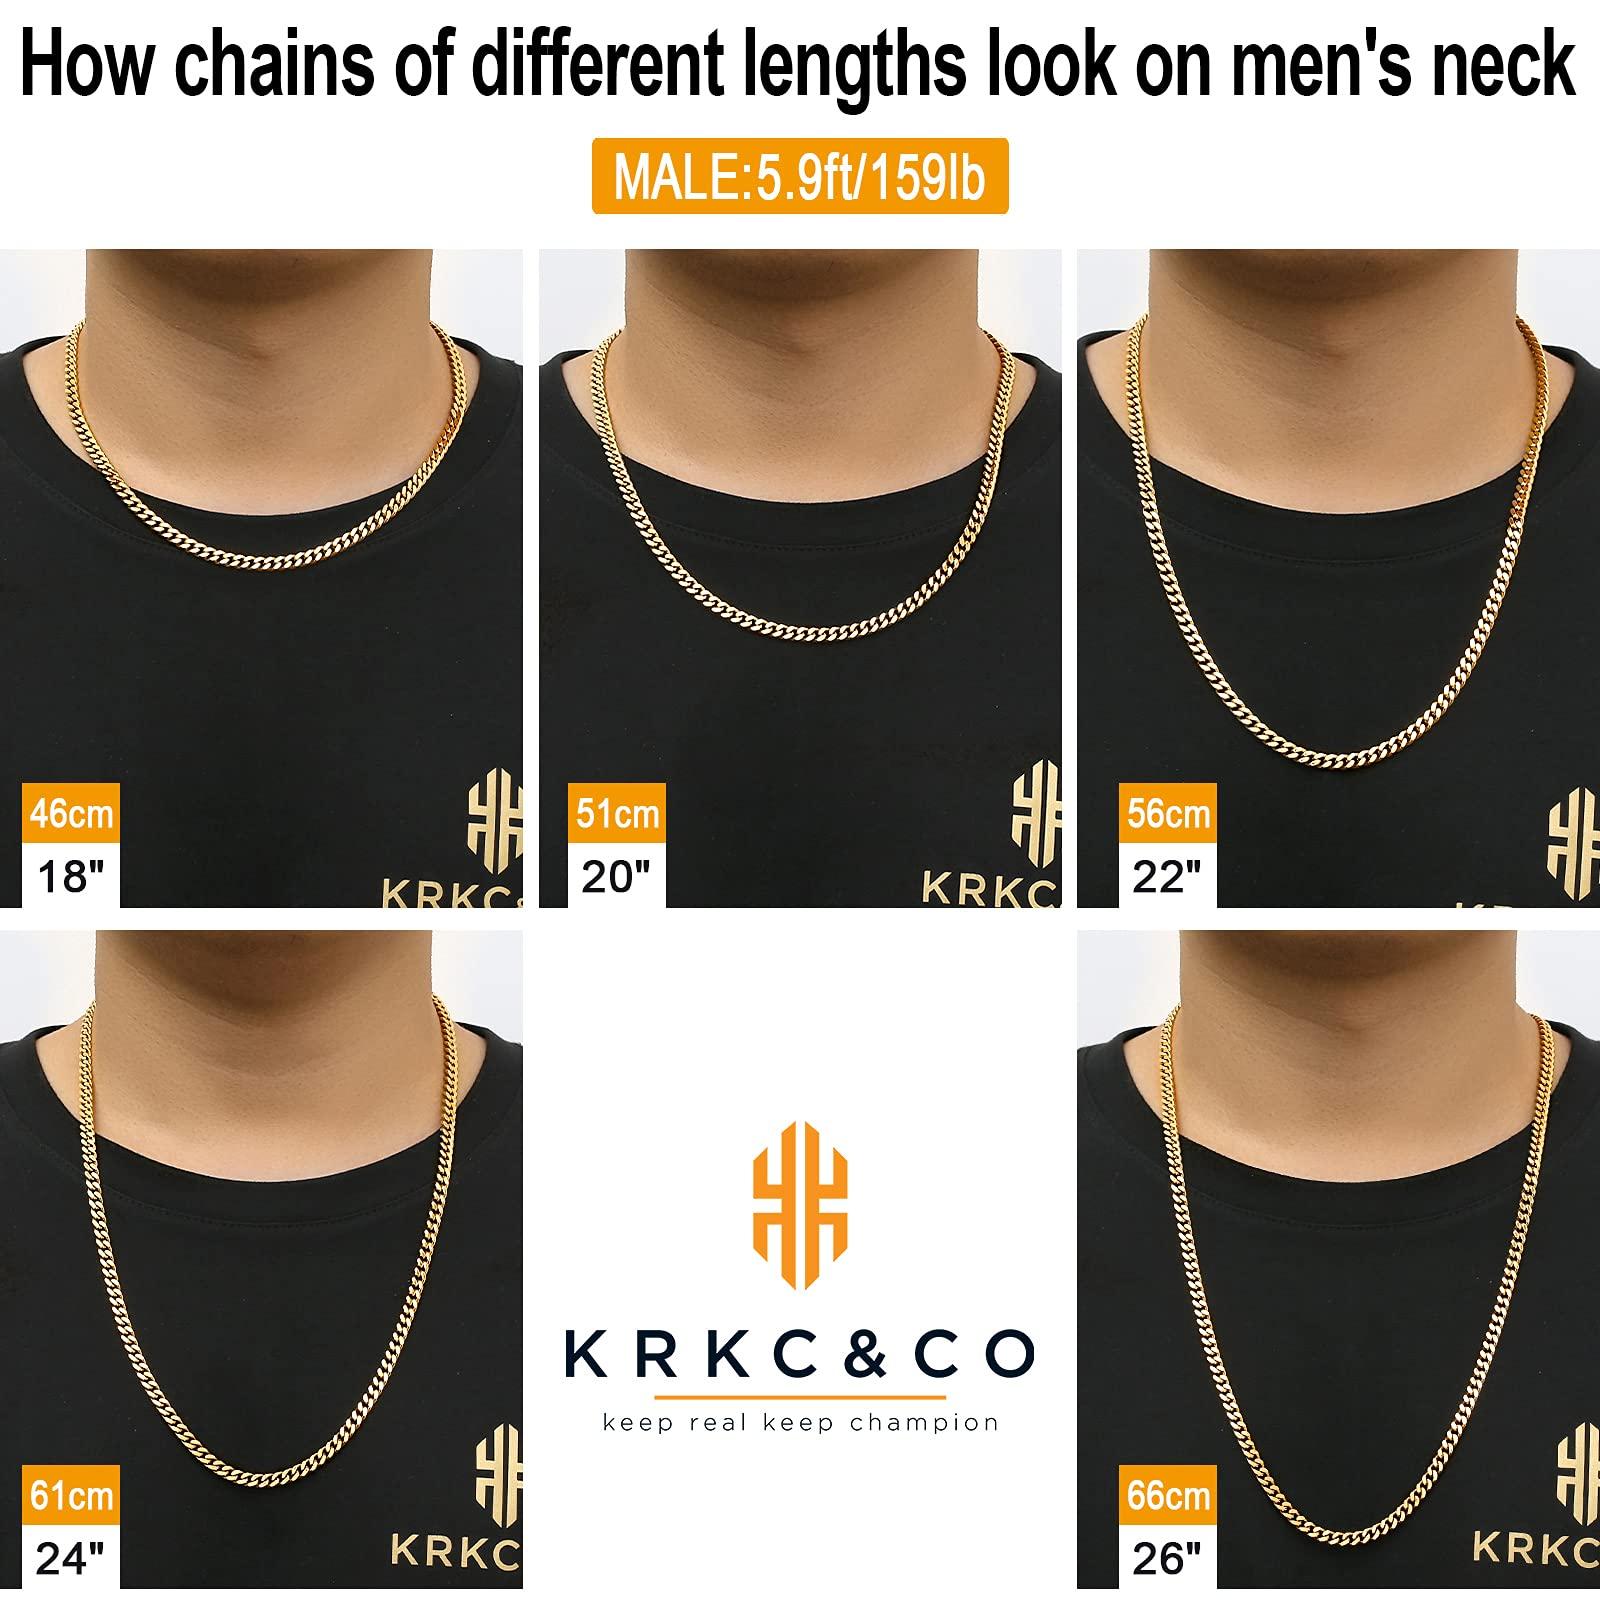 How chains of different lengths look on men's neck
MALE:5.9ft/159lb
46cm
18"
KRKC&
51cm
20"
KRKC
56cm
22"
61cm
24"
KRKC
KRKC&CO
keep real keep champion
66cm
26"
KRKC